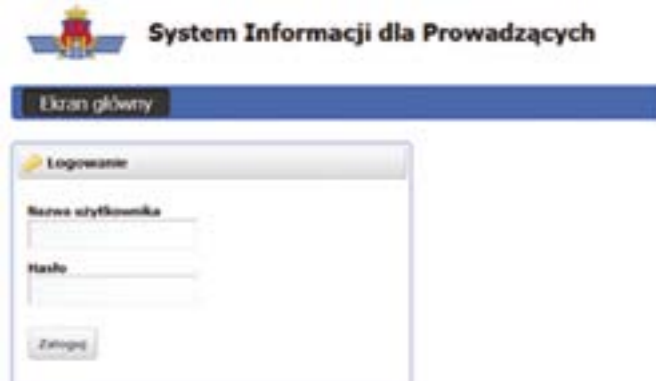 System Informacji dla Prowadzących
Ekran główny
Logowanie
Nazwa użytkownika
Hasło
Zaloguj